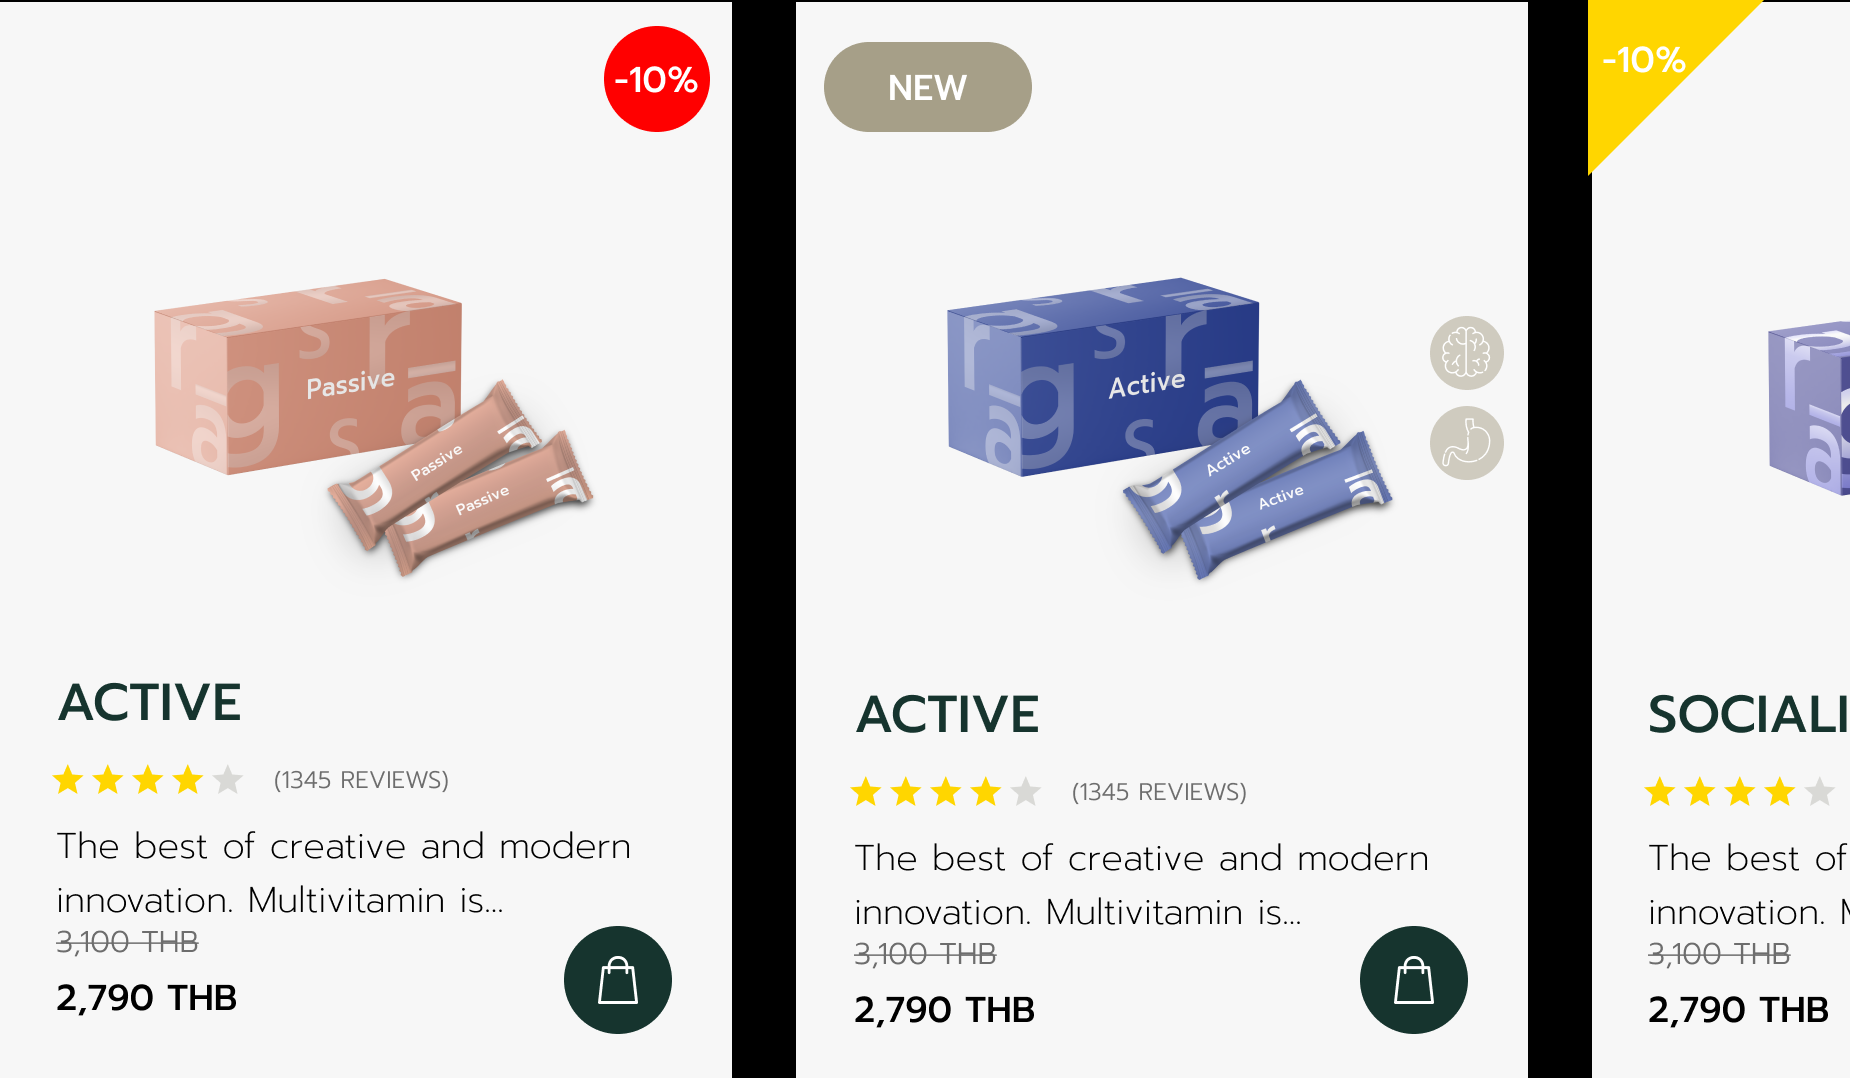 -10%
Passive
Passive
Passive
ACTIVE
(1345 REVIEWS)
The best of creative and modern
innovation. Multivitamin is...
3,100 THB
2,790 THB
NEW
Active
Active
Active
ACTIVE
(1345 REVIEWS)
The best of creative and modern
innovation. Multivitamin is...
3,100 THB
2,790 THB
-10%
SOCIALI
The best of
innovation. M
3,100 THB
2,790 THB